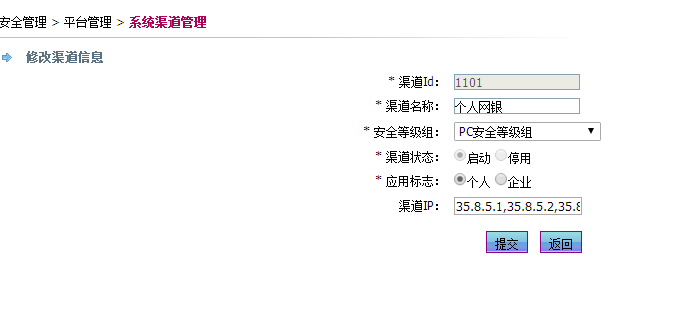 安全管理 > 平台管理 > 系统渠道管理
修改渠道信息
* 渠道Id： 1101
* 渠道名称： 个人网银
* 安全等级组： PC安全等级组
* 渠道状态： 启动 停用
* 应用标志： 个人 企业
渠道IP： 35.8.5.1,35.8.5.2,35.8
提交 返回